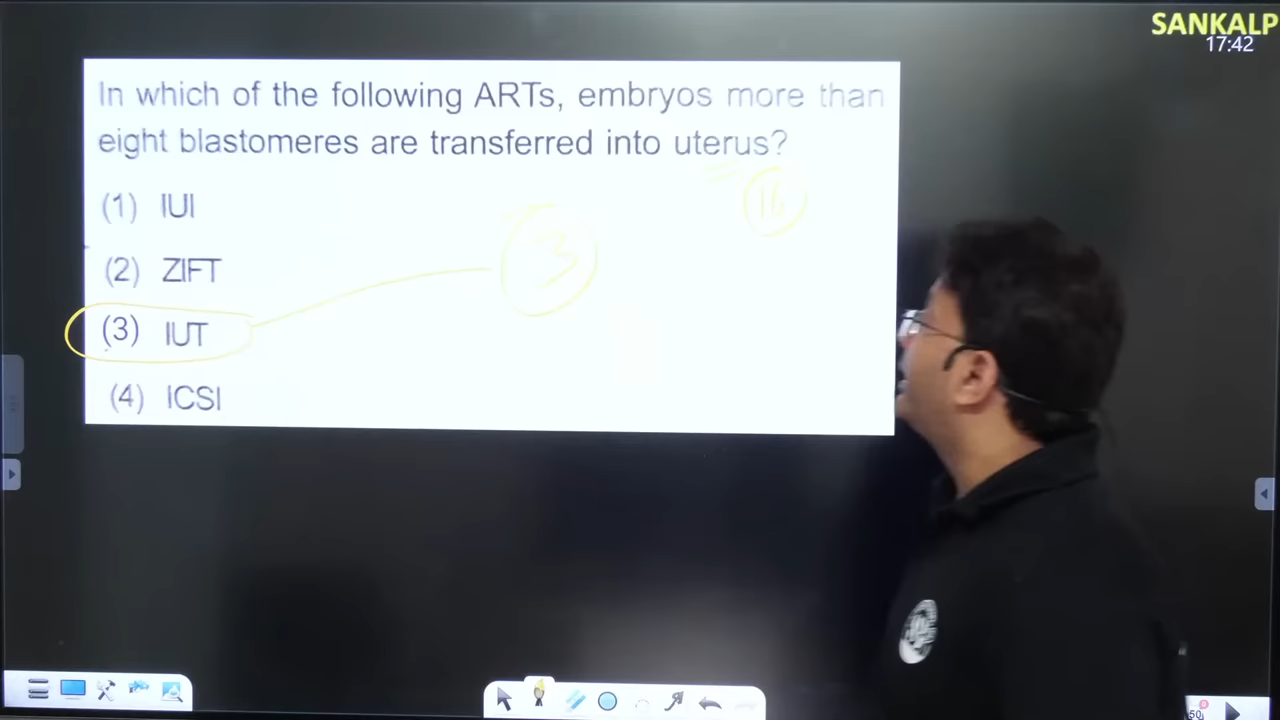 SANKALP
17:42
In which of the following ARTs, embryos more than
eight blastomeres are transferred into uterus?
16
(1) IUI
3
(2) ZIFT
(3) IUT
(4) ICSI
50